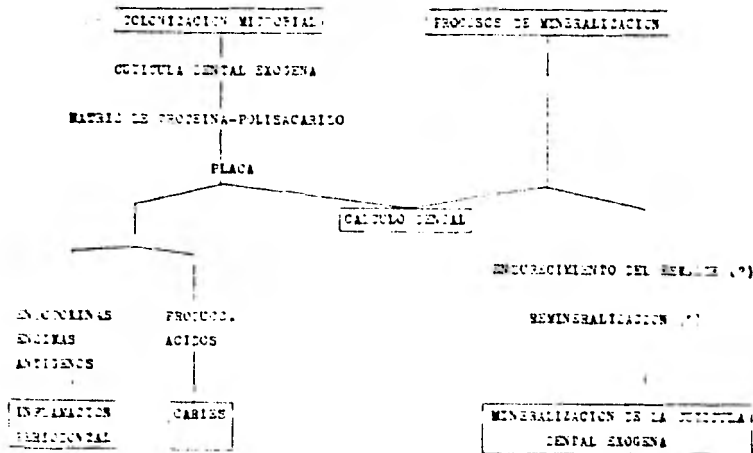 COLONIZACION MICROBIAL
PROCESOS DE MINERALIZACION
CUTICULA DENTAL EXOGENA
MATRIZ DE PROTEINA-POLISACARIDO
PLACA
CALCULO DENTAL
ENDURECIMIENTO DEL ESMALTE (?)
ENDOTOXINAS
ENZIMAS
ANTIGENOS
PRODUC.
ACIDOS
REMINERALIZACION (?)
INFLAMACION
PERIODONTAL
CARIES
MINERALIZACION DE LA CUTICULA
DENTAL EXOGENA